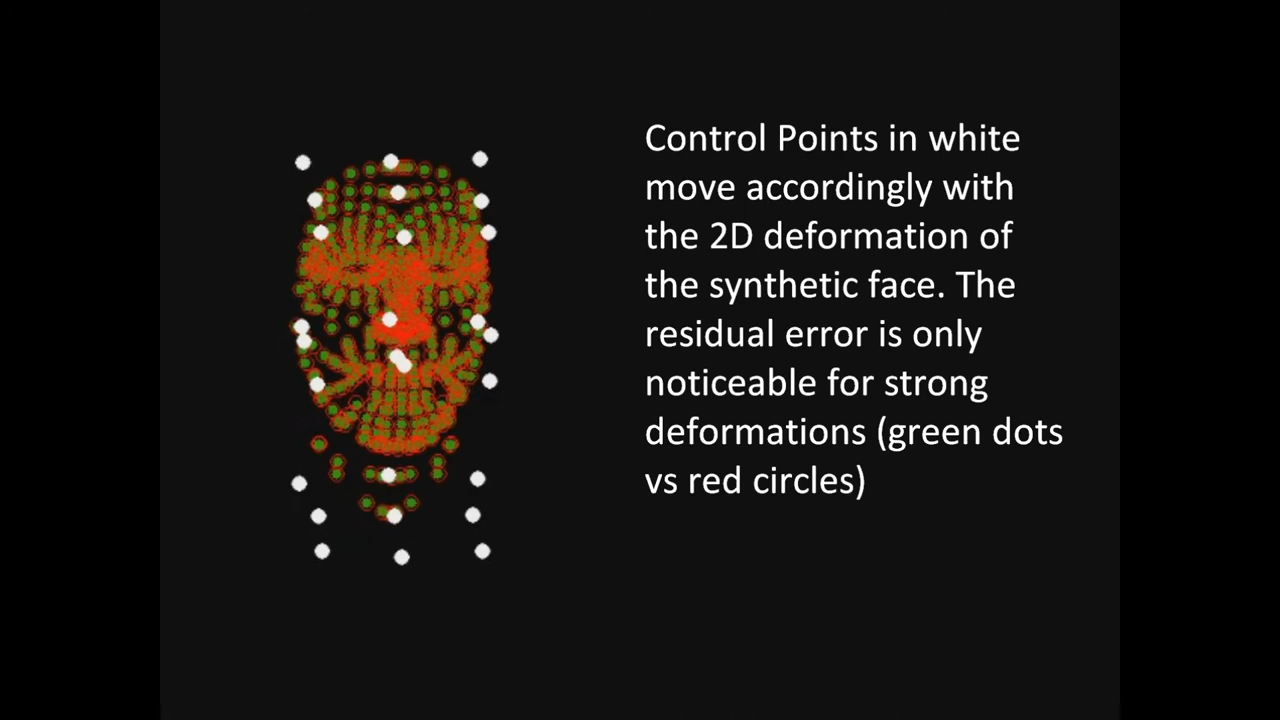 Control Points in white
move accordingly with
the 2D deformation of
the synthetic face. The
residual error is only
noticeable for strong
deformations (green dots
vs red circles)